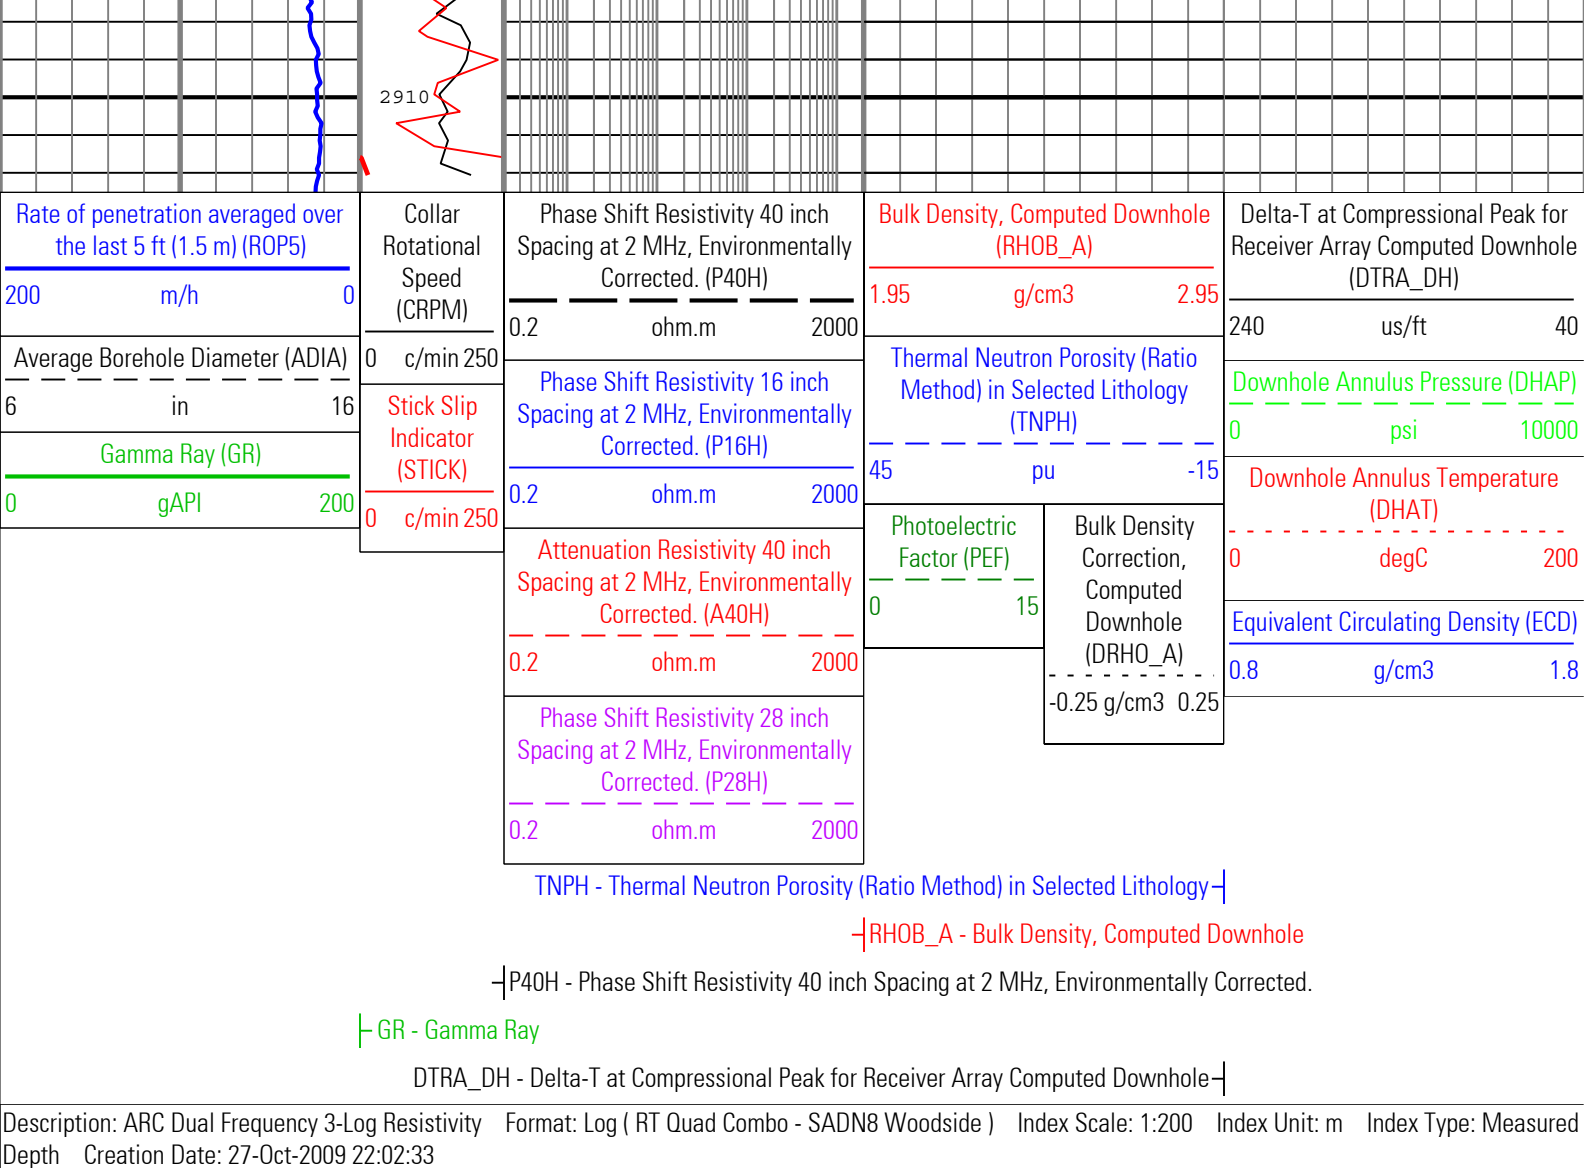 2910
Rate of penetration averaged over
the last 5 ft (1.5 m) (ROP5)
200 m/h 0
Average Borehole Diameter (ADIA)
6 in 16
Gamma Ray (GR)
0 gAPI 200
Collar
Rotational
Speed
(CRPM)
0 c/min 250
Stick Slip
Indicator
(STICK)
0 c/min 250
Phase Shift Resistivity 40 inch
Spacing at 2 MHz, Environmentally
Corrected. (P40H)
0.2 ohm.m 2000
Phase Shift Resistivity 16 inch
Spacing at 2 MHz, Environmentally
Corrected. (P16H)
0.2 ohm.m 2000
Attenuation Resistivity 40 inch
Spacing at 2 MHz, Environmentally
Corrected. (A40H)
0.2 ohm.m 2000
Phase Shift Resistivity 28 inch
Spacing at 2 MHz, Environmentally
Corrected. (P28H)
0.2 ohm.m 2000
Bulk Density, Computed Downhole
(RHOB_A)
1.95 g/cm3 2.95
Thermal Neutron Porosity (Ratio
Method) in Selected Lithology
(TNPH)
45 pu -15
Photoelectric
Factor (PEF)
0 15
Bulk Density
Correction,
Computed
Downhole
(DRHO_A)
-0.25 g/cm3 0.25
Delta-T at Compressional Peak for
Receiver Array Computed Downhole
(DTRA_DH)
240 us/ft 40
Downhole Annulus Pressure (DHAP)
0 psi 10000
Downhole Annulus Temperature
(DHAT)
0 degC 200
Equivalent Circulating Density (ECD)
0.8 g/cm3 1.8
TNPH - Thermal Neutron Porosity (Ratio Method) in Selected Lithology
RHOB_A - Bulk Density, Computed Downhole
P40H - Phase Shift Resistivity 40 inch Spacing at 2 MHz, Environmentally Corrected.
GR - Gamma Ray
DTRA_DH - Delta-T at Compressional Peak for Receiver Array Computed Downhole
Description: ARC Dual Frequency 3-Log Resistivity Format: Log ( RT Quad Combo - SADN8 Woodside ) Index Scale: 1:200 Index Unit: m Index Type: Measured
Depth Creation Date: 27-Oct-2009 22:02:33